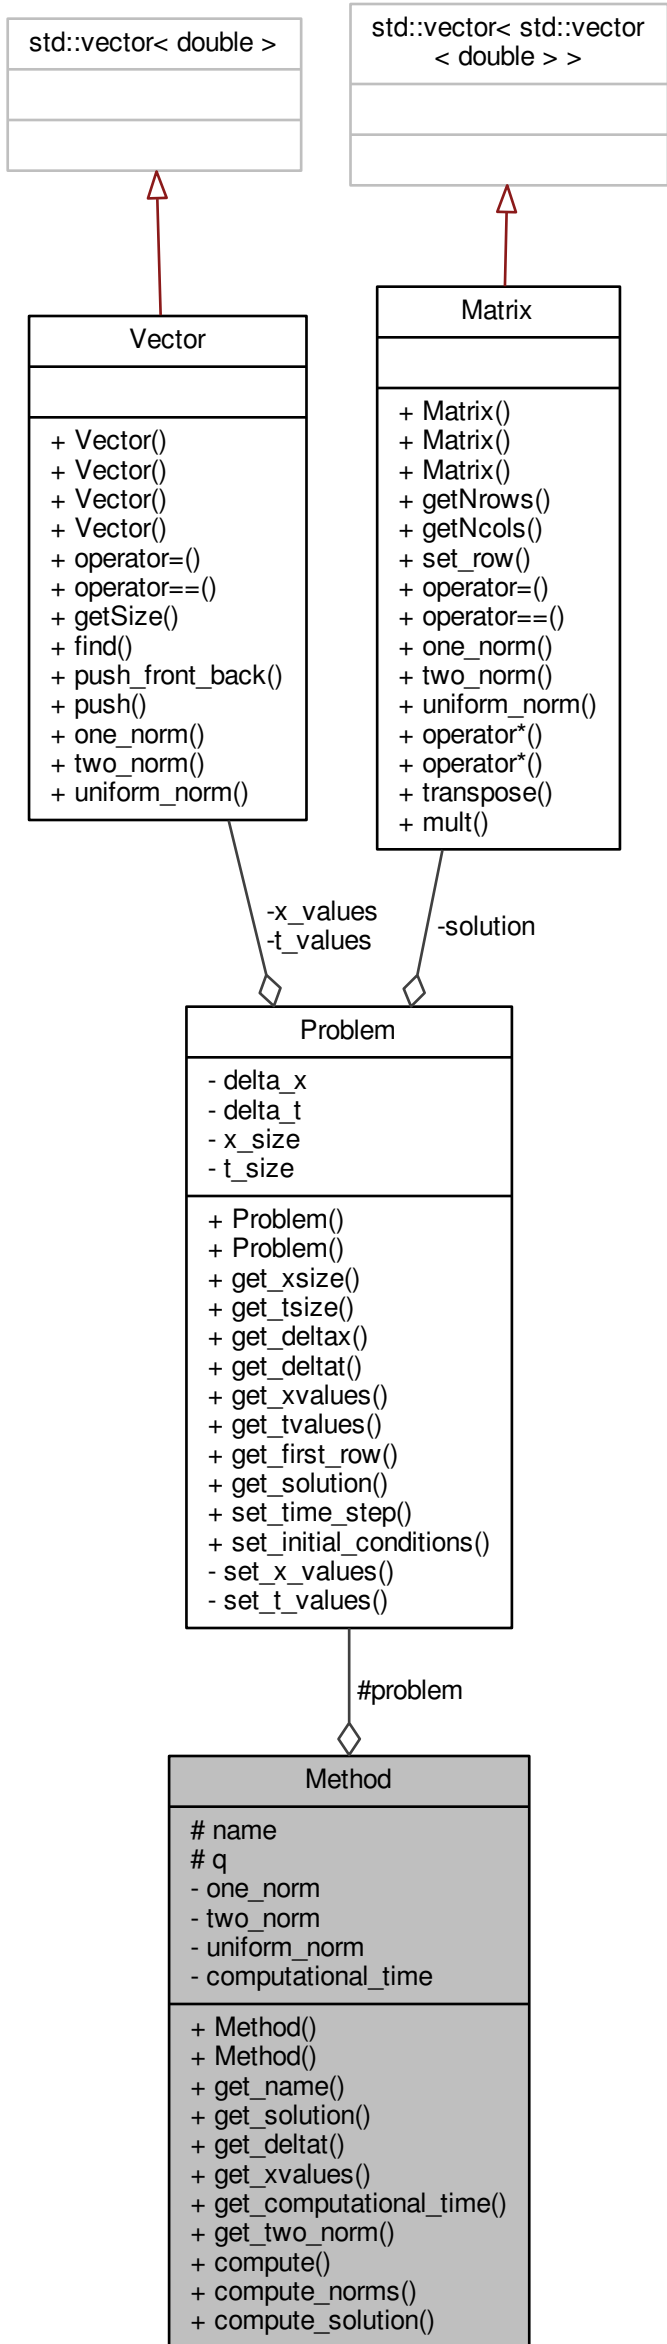 std::vector< double >
std::vector< std::vector
< double > >
Vector
+ Vector()
+ Vector()
+ Vector()
+ Vector()
+ operator=()
+ operator==()
+ getSize()
+ find()
+ push_front_back()
+ push()
+ one_norm()
+ two_norm()
+ uniform_norm()
Matrix
+ Matrix()
+ Matrix()
+ Matrix()
+ getNrows()
+ getNcols()
+ set_row()
+ operator=()
+ operator==()
+ one_norm()
+ two_norm()
+ uniform_norm()
+ operator*()
+ operator*()
+ transpose()
+ mult()
-x_values
-t_values
-solution
Problem
- delta_x
- delta_t
- x_size
- t_size
+ Problem()
+ Problem()
+ get_xsize()
+ get_tsize()
+ get_deltax()
+ get_deltat()
+ get_xvalues()
+ get_tvalues()
+ get_first_row()
+ get_solution()
+ set_time_step()
+ set_initial_conditions()
- set_x_values()
- set_t_values()
#problem
Method
# name
# q
- one_norm
- two_norm
- uniform_norm
- computational_time
+ Method()
+ Method()
+ get_name()
+ get_solution()
+ get_deltat()
+ get_xvalues()
+ get_computational_time()
+ get_two_norm()
+ compute()
+ compute_norms()
+ compute_solution()